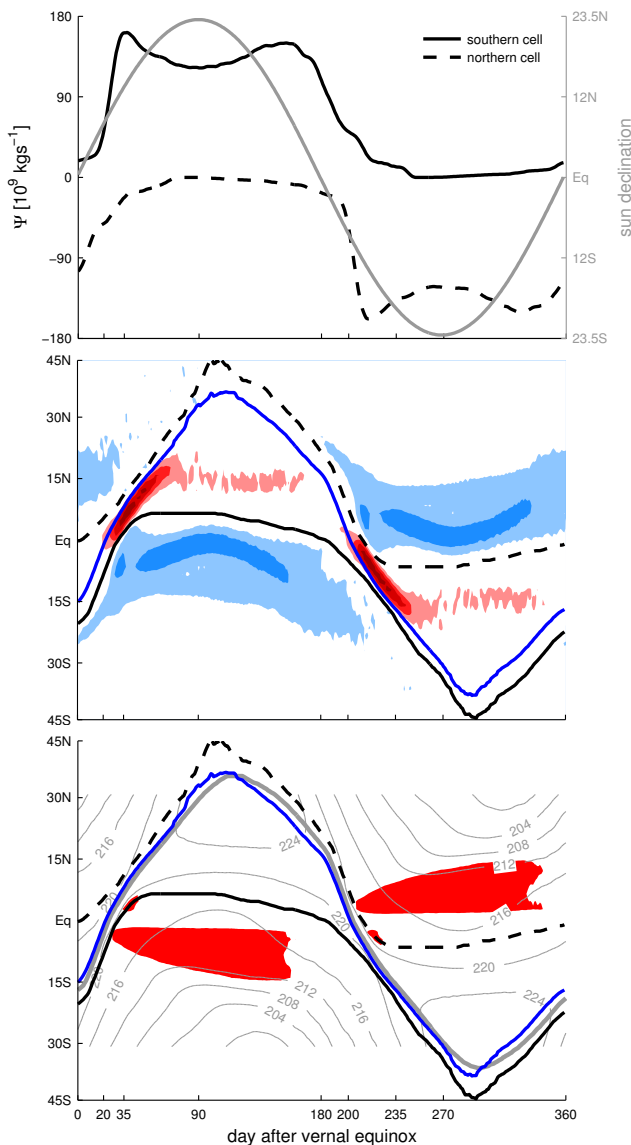 180
90
0
−90
−180
Ψ [10⁹ kgs⁻¹]
southern cell
northern cell
23.5N
12N
Eq
12S
23.5S
sun declination
45N
30N
15N
Eq
15S
30S
45S
45N
30N
15N
Eq
15S
30S
45S
216
220
220
216
224
212
208
204
216
220
204
208
212
216
220
224
0 20 35 90 180 200 235 270 360
day after vernal equinox